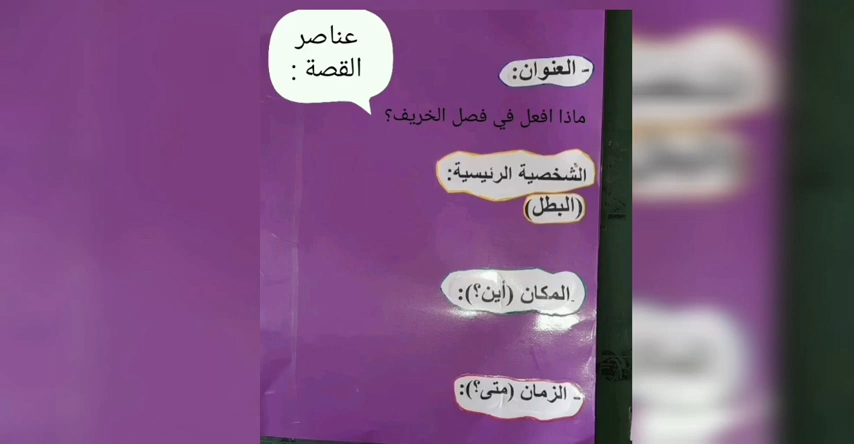 عناصر
القصة :
- العنوان:
ماذا افعل في فصل الخريف؟
الشخصية الرئيسية:
(البطل)
- المكان (أين؟):
- الزمان (متى؟):